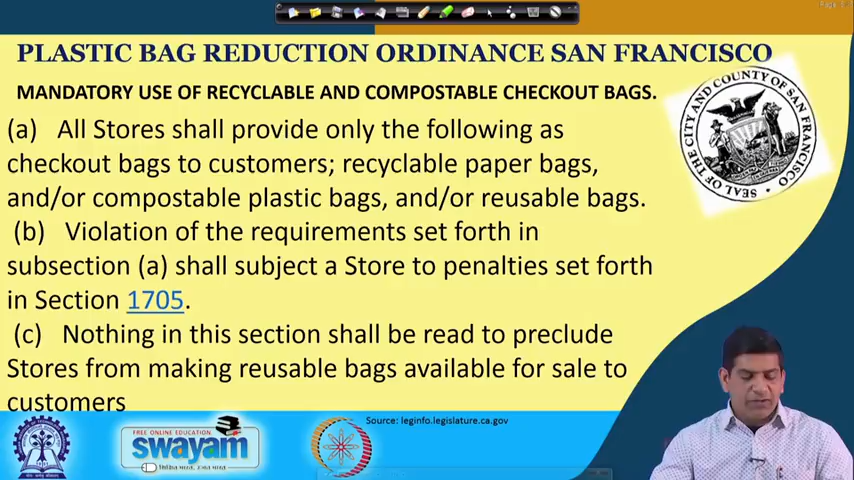 PLASTIC BAG REDUCTION ORDINANCE SAN FRANCISCO
MANDATORY USE OF RECYCLABLE AND COMPOSTABLE CHECKOUT BAGS.
(a) All Stores shall provide only the following as
checkout bags to customers; recyclable paper bags,
and/or compostable plastic bags, and/or reusable bags.
(b) Violation of the requirements set forth in
subsection (a) shall subject a Store to penalties set forth
in Section 1705.
(c) Nothing in this section shall be read to preclude
Stores from making reusable bags available for sale to
customers
SEAL OF THE CITY AND COUNTY OF SAN FRANCISCO
Source: leginfo.legislature.ca.gov
FREE ONLINE EDUCATION
swayam